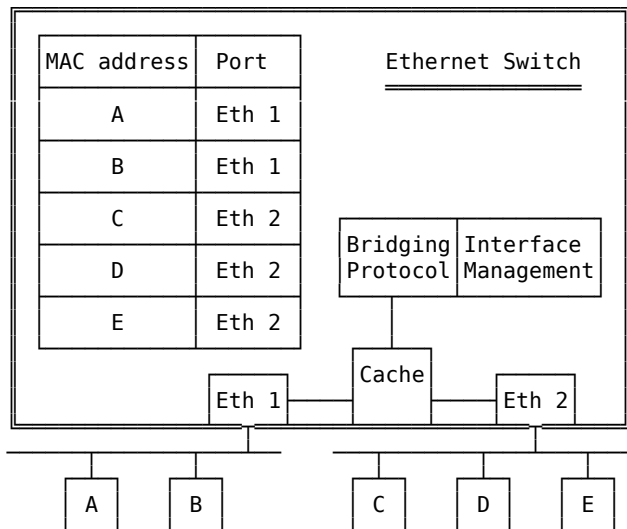 MAC address Port
A Eth 1
B Eth 1
C Eth 2
D Eth 2
E Eth 2
Ethernet Switch
Bridging Protocol
Interface Management
Cache
Eth 1
Eth 2
A B C D E